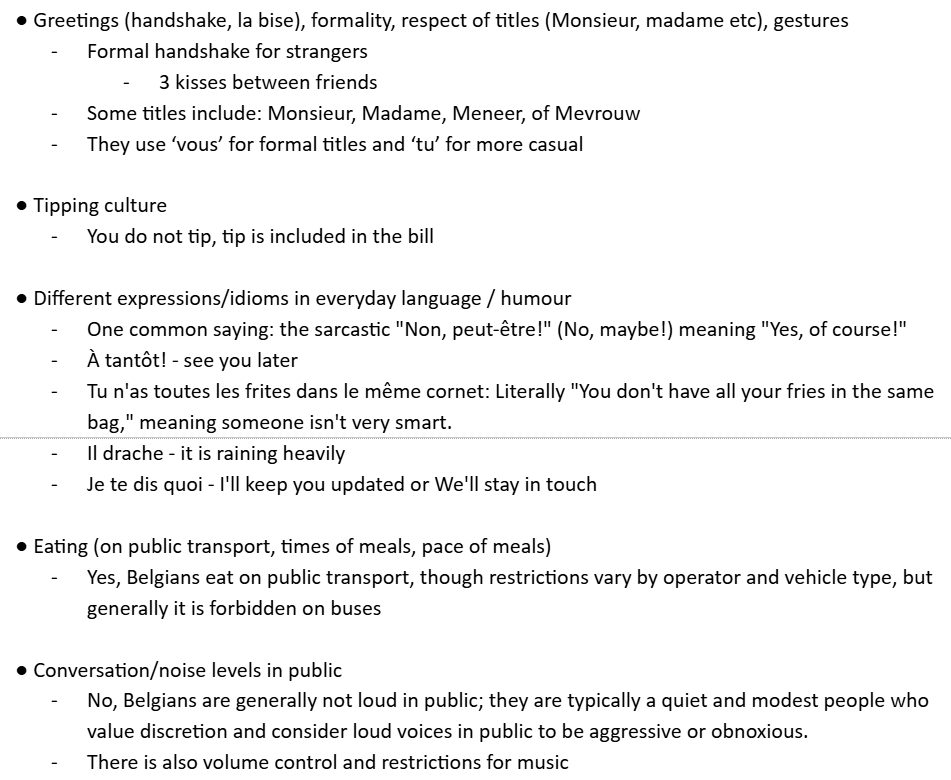 ● Greetings (handshake, la bise), formality, respect of titles (Monsieur, madame etc), gestures
- Formal handshake for strangers
- 3 kisses between friends
- Some titles include: Monsieur, Madame, Meneer, of Mevrouw
- They use ‘vous’ for formal titles and ‘tu’ for more casual
● Tipping culture
- You do not tip, tip is included in the bill
● Different expressions/idioms in everyday language / humour
- One common saying: the sarcastic "Non, peut-être!" (No, maybe!) meaning "Yes, of course!"
- À tantôt! - see you later
- Tu n'as toutes les frites dans le même cornet: Literally "You don't have all your fries in the same
bag," meaning someone isn't very smart.
- Il drache - it is raining heavily
- Je te dis quoi - I'll keep you updated or We'll stay in touch
● Eating (on public transport, times of meals, pace of meals)
- Yes, Belgians eat on public transport, though restrictions vary by operator and vehicle type, but
generally it is forbidden on buses
● Conversation/noise levels in public
- No, Belgians are generally not loud in public; they are typically a quiet and modest people who
value discretion and consider loud voices in public to be aggressive or obnoxious.
- There is also volume control and restrictions for music